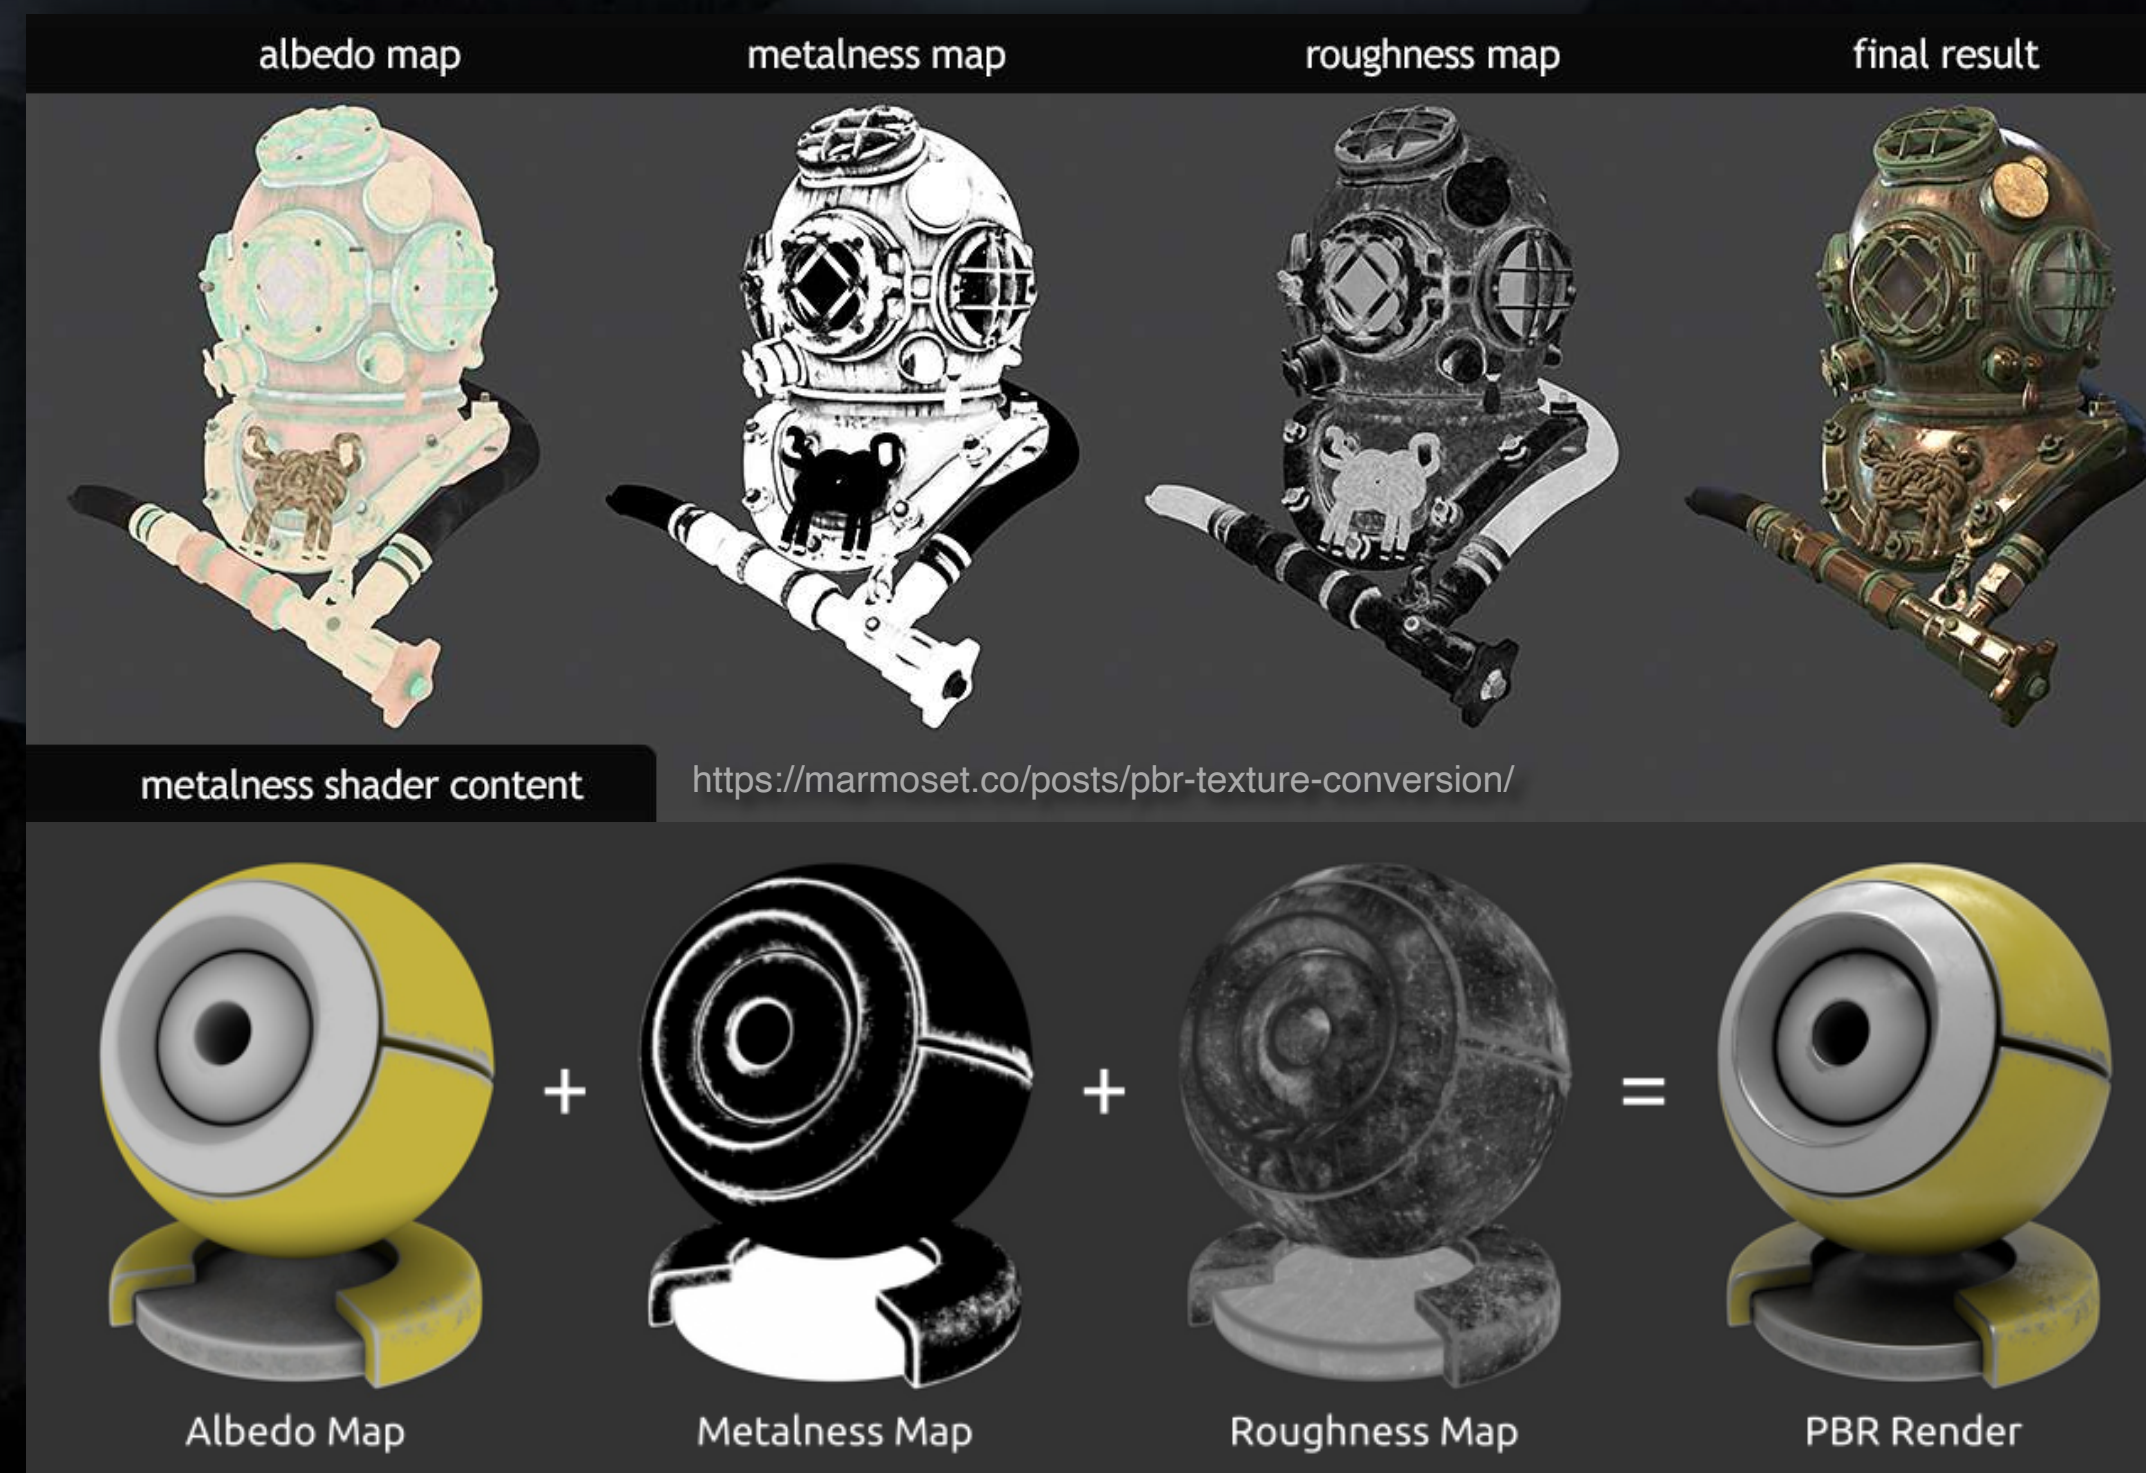 albedo map metalness map roughness map final result
metalness shader content https://marmoset.co/posts/pbr-texture-conversion/
+ + =
Albedo Map Metalness Map Roughness Map PBR Render